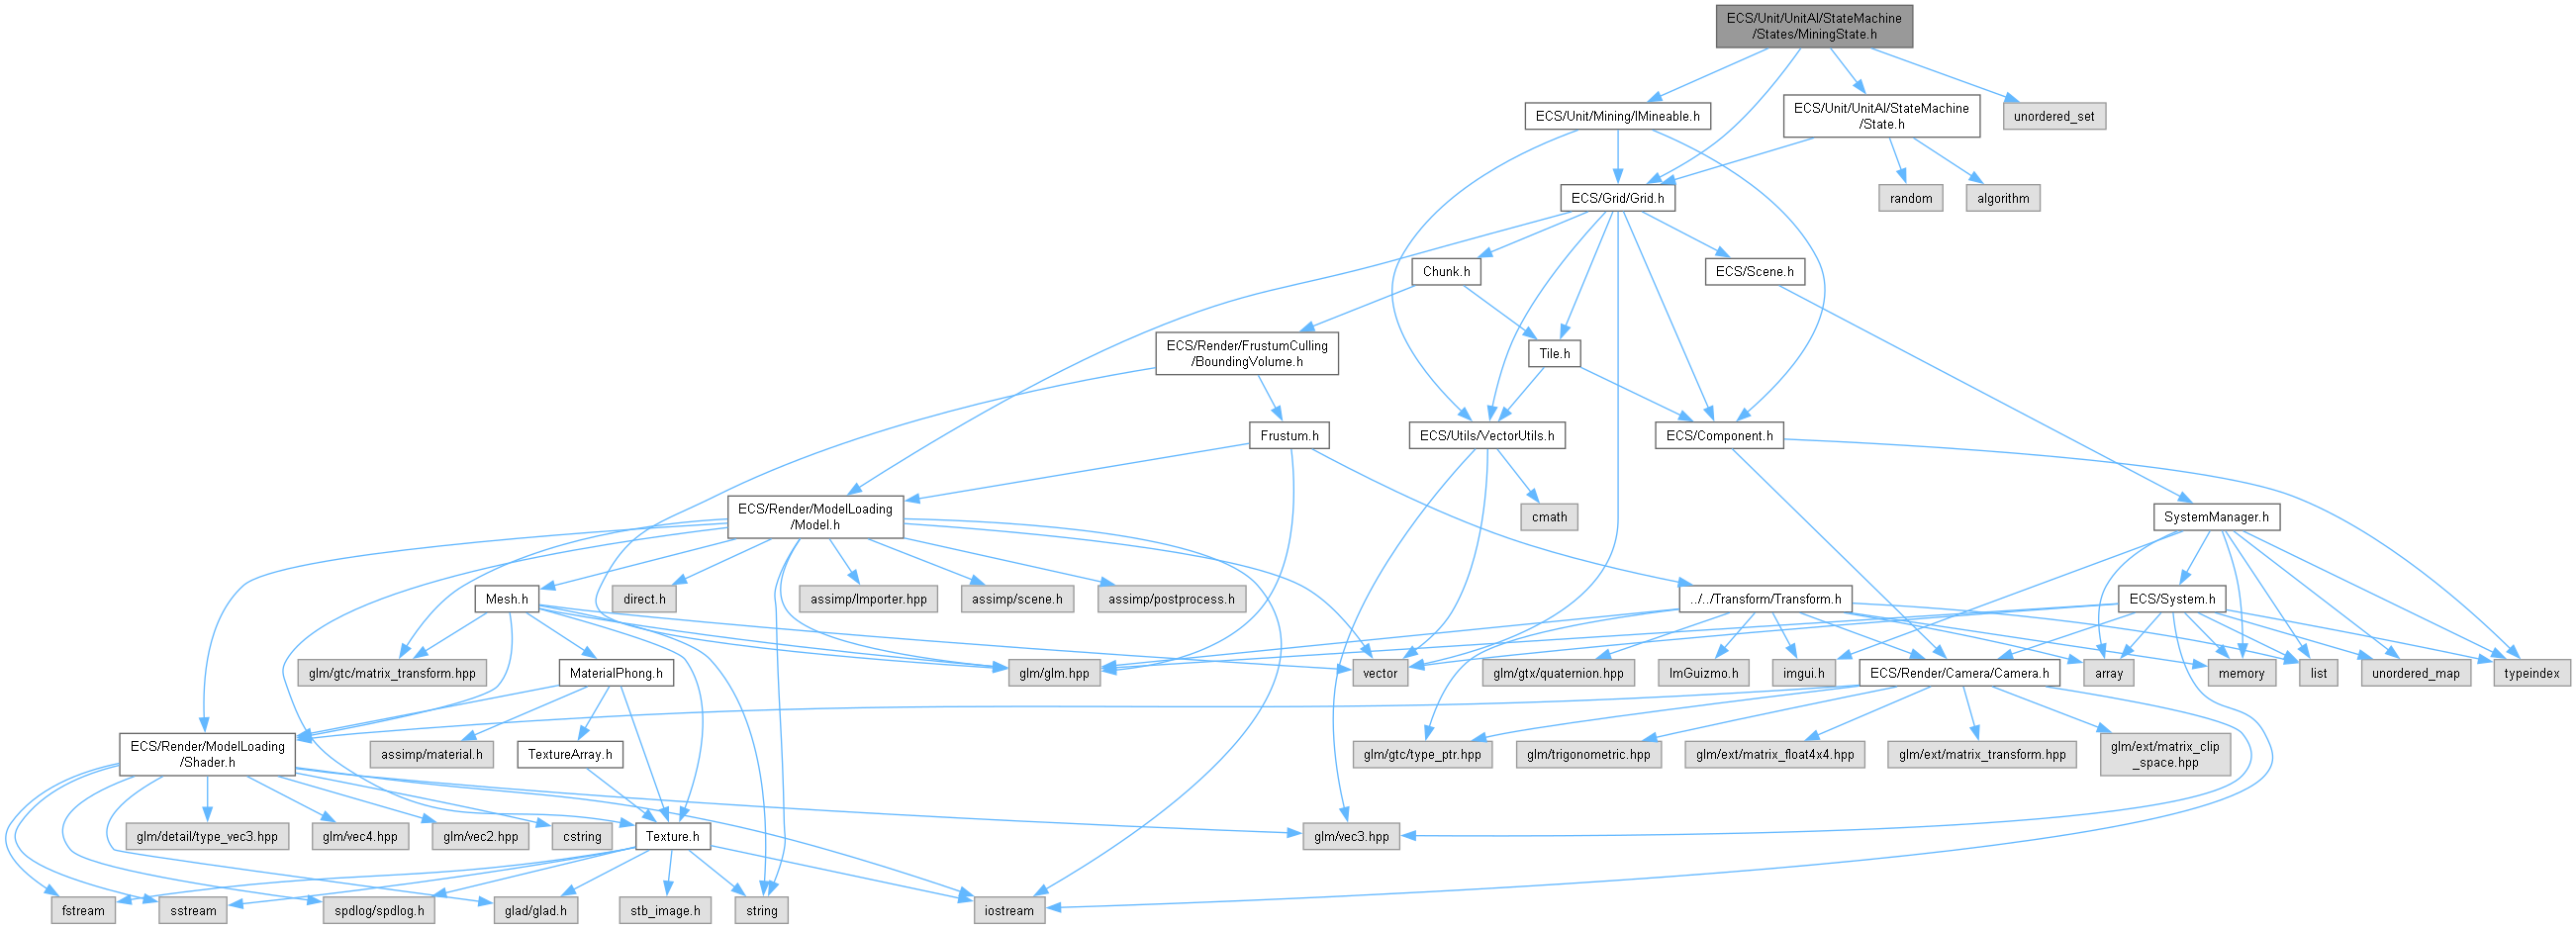 ECS/Unit/UnitAI/StateMachine
/States/MiningState.h
ECS/Unit/Mining/IMineable.h
ECS/Unit/UnitAI/StateMachine
/State.h
unordered_set
ECS/Grid/Grid.h
random
algorithm
Chunk.h
ECS/Scene.h
ECS/Render/FrustumCulling
/BoundingVolume.h
Tile.h
Frustum.h
ECS/Utils/VectorUtils.h
ECS/Component.h
ECS/Render/ModelLoading
/Model.h
cmath
SystemManager.h
Mesh.h
direct.h
assimp/Importer.hpp
assimp/scene.h
assimp/postprocess.h
../../Transform/Transform.h
ECS/System.h
glm/gtc/matrix_transform.hpp
MaterialPhong.h
glm/glm.hpp
vector
glm/gtx/quaternion.hpp
ImGuizmo.h
imgui.h
ECS/Render/Camera/Camera.h
array
memory
list
unordered_map
typeindex
ECS/Render/ModelLoading
/Shader.h
assimp/material.h
TextureArray.h
glm/gtc/type_ptr.hpp
glm/trigonometric.hpp
glm/ext/matrix_float4x4.hpp
glm/ext/matrix_transform.hpp
glm/ext/matrix_clip
_space.hpp
glm/detail/type_vec3.hpp
glm/vec4.hpp
glm/vec2.hpp
cstring
Texture.h
glm/vec3.hpp
fstream
sstream
spdlog/spdlog.h
glad/glad.h
stb_image.h
string
iostream